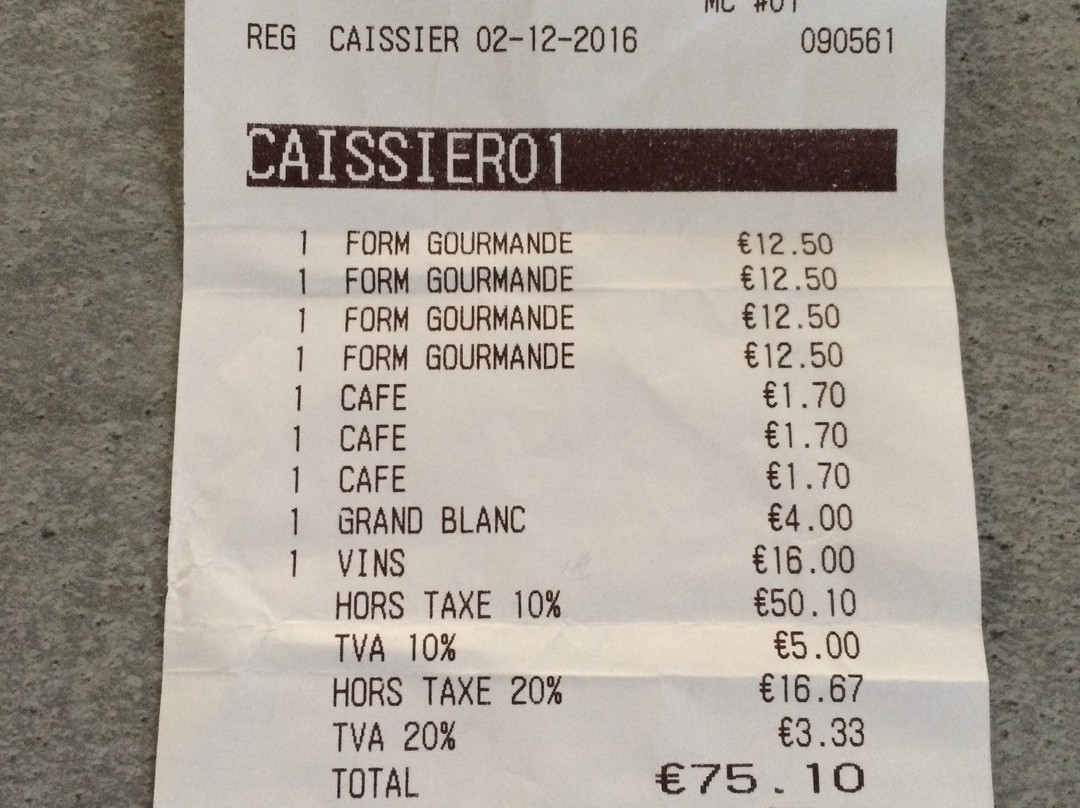 MC #01
REG CAISSIER 02-12-2016 090561
CAISSIER01
1 FORM GOURMANDE €12.50
1 FORM GOURMANDE €12.50
1 FORM GOURMANDE €12.50
1 FORM GOURMANDE €12.50
1 CAFE €1.70
1 CAFE €1.70
1 CAFE €1.70
1 GRAND BLANC €4.00
1 VINS €16.00
HORS TAXE 10% €50.10
TVA 10% €5.00
HORS TAXE 20% €16.67
TVA 20% €3.33
TOTAL €75.10